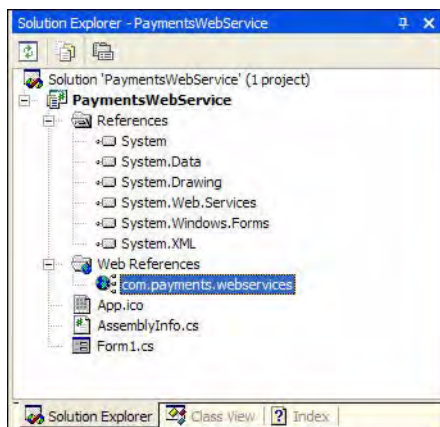 Solution Explorer - PaymentsWebService
Solution 'PaymentsWebService' (1 project)
PaymentsWebService
References
System
System.Data
System.Drawing
System.Web.Services
System.Windows.Forms
System.XML
Web References
com.payments.webservices
App.ico
AssemblyInfo.cs
Form1.cs
Solution Explorer Class View Index